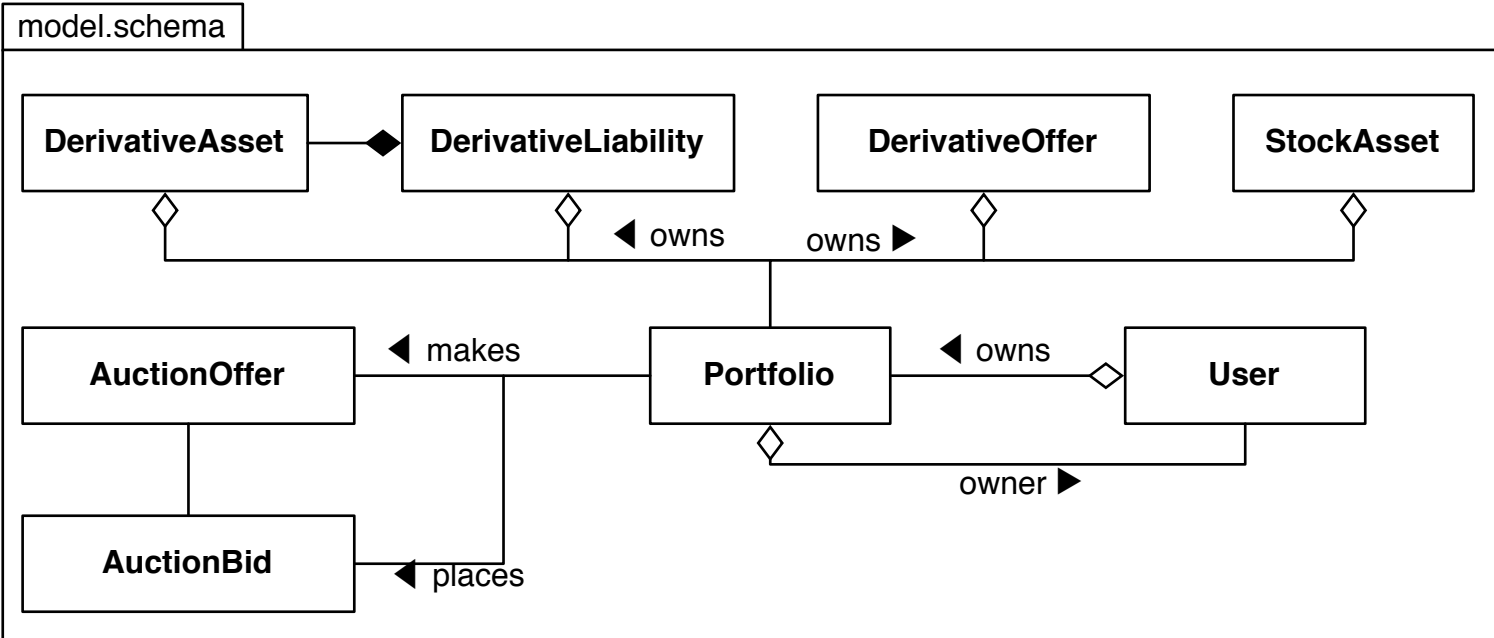 model.schema
DerivativeAsset
DerivativeLiability
DerivativeOffer
StockAsset
◀ owns
owns ▶
AuctionOffer
◀ makes
Portfolio
◀ owns
User
owner ▶
AuctionBid
◀ places